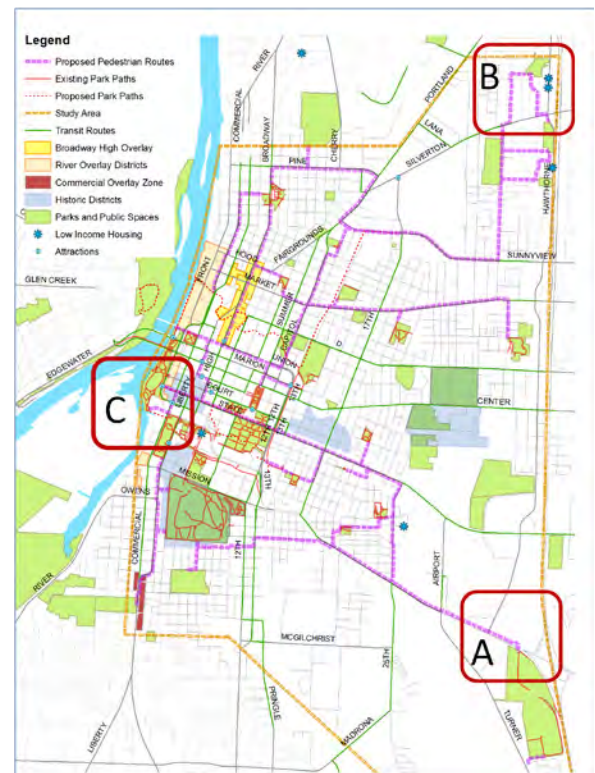 Legend
Proposed Pedestrian Routes
Existing Park Paths
Proposed Park Paths
Study Area
Transit Routes
Broadway High Overlay
River Overlay Districts
Commercial Overlay Zone
Historic Districts
Parks and Public Spaces
Low Income Housing
Attractions
RIVER
COMMERCIAL
BROADWAY
CHERRY
PINE
PORTLAND
LANA
SILVERTON
B
HAWTHORNE
SUNNYVIEW
FAIRGROUNDS
HOOD
FRONT
MARKET
GLEN CREEK
SUMMER
CAPITOL
17TH
D
EDGEWATER
UNION
MARION
HIGH
CENTER
C
LIBERTY
COURT
STATE
12TH
13TH
MISSION
OWENS
COMMERCIAL
RIVER
12TH
AIRPORT
A
MCGILCHRIST
25TH
TURNER
PRINGLE
LIBERTY
MADRONA